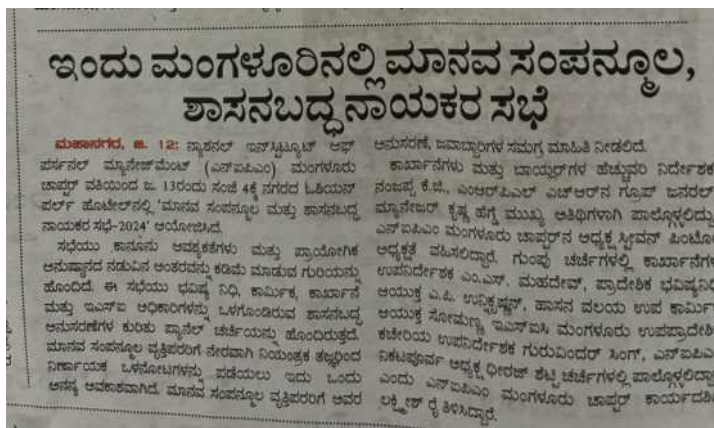 ಇಂದು ಮಂಗಳೂರಿನಲ್ಲಿ ಮಾನವ ಸಂಪನ್ಮೂಲ,
ಶಾಸನಬದ್ಧ ನಾಯಕರ ಸಭೆ
ಮಹಾನಗರ, ಜ. 12: ನ್ಯಾಶನಲ್ ಇನ್‌ಸ್ಟಿಟ್ಯೂಟ್ ಆಫ್
ಪರ್ಸನಲ್ ಮ್ಯಾನೇಜ್‌ಮೆಂಟ್ (ಎನ್‌ಐಪಿಎಂ) ಮಂಗಳೂರು
ಚಾಪ್ಟರ್ ವತಿಯಿಂದ ಜ. 13ರಂದು ಸಂಜೆ 4ಕ್ಕೆ ನಗರದ ಓಶಿಯನ್
ಪರ್ಲ್ ಹೊಟೇಲ್‌ನಲ್ಲಿ 'ಮಾನವ ಸಂಪನ್ಮೂಲ ಮತ್ತು ಶಾಸನಬದ್ಧ
ನಾಯಕರ ಸಭೆ-2024' ಆಯೋಜಿಸಿದೆ.
ಸಭೆಯು ಕಾನೂನು ಅವಶ್ಯಕತೆಗಳು ಮತ್ತು ಪ್ರಾಯೋಗಿಕ
ಅನುಷ್ಠಾನದ ನಡುವಿನ ಅಂತರವನ್ನು ಕಡಿಮೆ ಮಾಡುವ ಗುರಿಯನ್ನು
ಹೊಂದಿದೆ. ಈ ಸಭೆಯು ಭವಿಷ್ಯ ನಿಧಿ, ಕಾರ್ಮಿಕ, ಕಾರ್ಖಾನೆ
ಮತ್ತು ಇಎಸ್‌ಐ ಅಧಿಕಾರಿಗಳನ್ನು ಒಳಗೊಂಡಿರುವ ಶಾಸನಬದ್ಧ
ಅನುಸರಣೆಗಳ ಕುರಿತು ಪ್ಯಾನೆಲ್ ಚರ್ಚೆಯನ್ನು ಹೊಂದಿರುತ್ತದೆ.
ಮಾನವ ಸಂಪನ್ಮೂಲ ವೃತ್ತಿಪರರಿಗೆ ನೇರವಾಗಿ ನಿಯಂತ್ರಕ ತಜ್ಞರಿಂದ
ನಿರ್ಣಾಯಕ ಒಳನೋಟಗಳನ್ನು ಪಡೆಯಲು ಇದು ಒಂದು
ಅನನ್ಯ ಅವಕಾಶವಾಗಿದೆ. ಮಾನವ ಸಂಪನ್ಮೂಲ ವೃತ್ತಿಪರರಿಗೆ ಅವರ
ಅನುಸರಣೆ, ಜವಾಬ್ದಾರಿಗಳ ಸಮಗ್ರ ಮಾಹಿತಿ ನೀಡಲಿದೆ.
ಕಾರ್ಖಾನೆಗಳು ಮತ್ತು ಬಾಯ್ಲರ್‌ಗಳ ಹೆಚ್ಚುವರಿ ನಿರ್ದೇಶಕ
ನಂಜಪ್ಪ ಕೆ.ಜೆ., ಎಂಆರ್‌ಪಿಎಲ್ ಎಚ್‌ಆರ್‌ನ ಗ್ರೂಪ್ ಜನರಲ್
ಮ್ಯಾನೇಜರ್ ಕೃಷ್ಣ ಹೆಗ್ಡೆ ಮುಖ್ಯ ಅತಿಥಿಗಳಾಗಿ ಪಾಲ್ಗೊಳ್ಳಲಿದ್ದು,
ಎನ್‌ಐಪಿಎಂ ಮಂಗಳೂರು ಚಾಪ್ಟರ್‌ನ ಅಧ್ಯಕ್ಷ ಸ್ಟೀವನ್ ಪಿಂಟೋ
ಅಧ್ಯಕ್ಷತೆ ವಹಿಸಲಿದ್ದಾರೆ. ಗುಂಪು ಚರ್ಚೆಗಳಲ್ಲಿ ಕಾರ್ಖಾನೆಗಳ
ಉಪನಿರ್ದೇಶಕ ಎಂ.ಎಸ್. ಮಹದೇವ್, ಪ್ರಾದೇಶಿಕ ಭವಿಷ್ಯನಿಧಿ
ಆಯುಕ್ತ ಎ.ಪಿ. ಉನ್ನಿಕೃಷ್ಣನ್, ಹಾಸನ ವಲಯ ಉಪ ಕಾರ್ಮಿಕ
ಆಯುಕ್ತ ಸೋಮಣ್ಣ, ಇಎಸ್‌ಐಸಿ ಮಂಗಳೂರು ಉಪಪ್ರಾದೇಶಿ
ಕಚೇರಿಯ ಉಪನಿರ್ದೇಶಕ ಗುರುವಿಂದರ್ ಸಿಂಗ್, ಎನ್‌ಐಪಿಎ
ನಿಕಟಪೂರ್ವ ಅಧ್ಯಕ್ಷ ಧೀರಜ್ ಶೆಟ್ಟಿ ಚರ್ಚೆಗಳಲ್ಲಿ ಪಾಲ್ಗೊಳಲಿದ್ದಾ
ಎಂದು ಎನ್‌ಐಪಿಎಂ ಮಂಗಳೂರು ಚಾಪ್ಟರ್ ಕಾರ್ಯದರ್ಶಿ
ಲಕ್ಷ್ಮೀಶ್ ರೈ ತಿಳಿಸಿದ್ದಾರೆ.